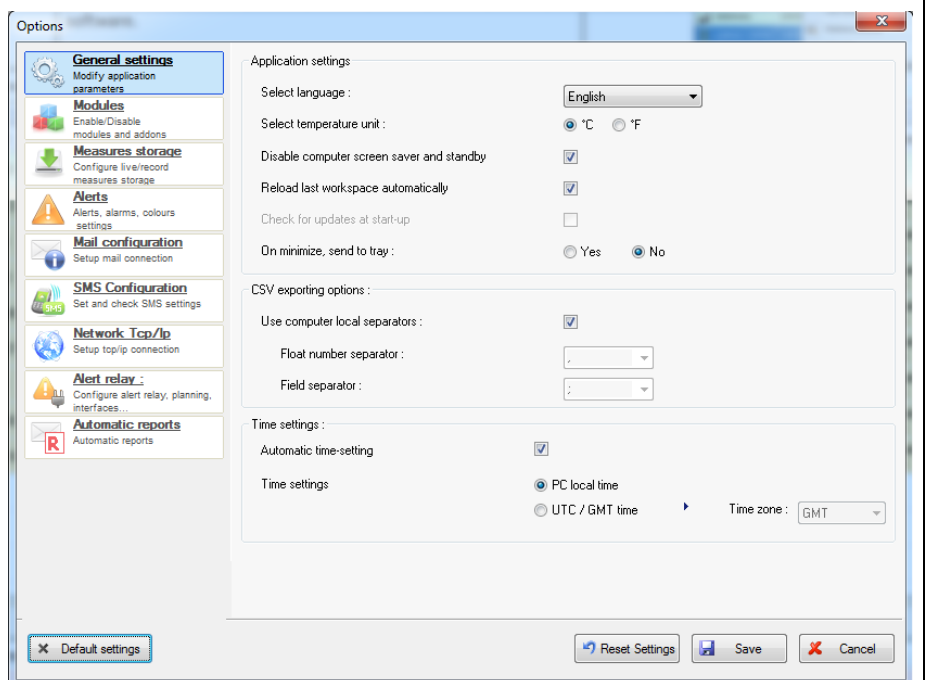 software.
Options
General settings
Modify application
parameters
Modules
Enable/Disable
modules and addons
Measures storage
Configure live/record
measures storage
Alerts
Alerts, alarms, colours
settings
Mail configuration
Setup mail connection
SMS Configuration
Set and check SMS settings
SMS
Network Tcp/Ip
Setup tcp/ip connection
Alert relay :
Configure alert relay, planning,
interfaces...
Automatic reports
Automatic reports
R
Application settings
Select language :
English
Select temperature unit :
°C °F
Disable computer screen saver and standby
Reload last workspace automatically
Check for updates at start-up
On minimize, send to tray :
Yes No
CSV exporting options :
Use computer local separators :
Float number separator :
,
Field separator :
;
Time settings :
Automatic time-setting
Time settings
PC local time
UTC / GMT time
Time zone : GMT
Default settings
Reset Settings
Save
Cancel